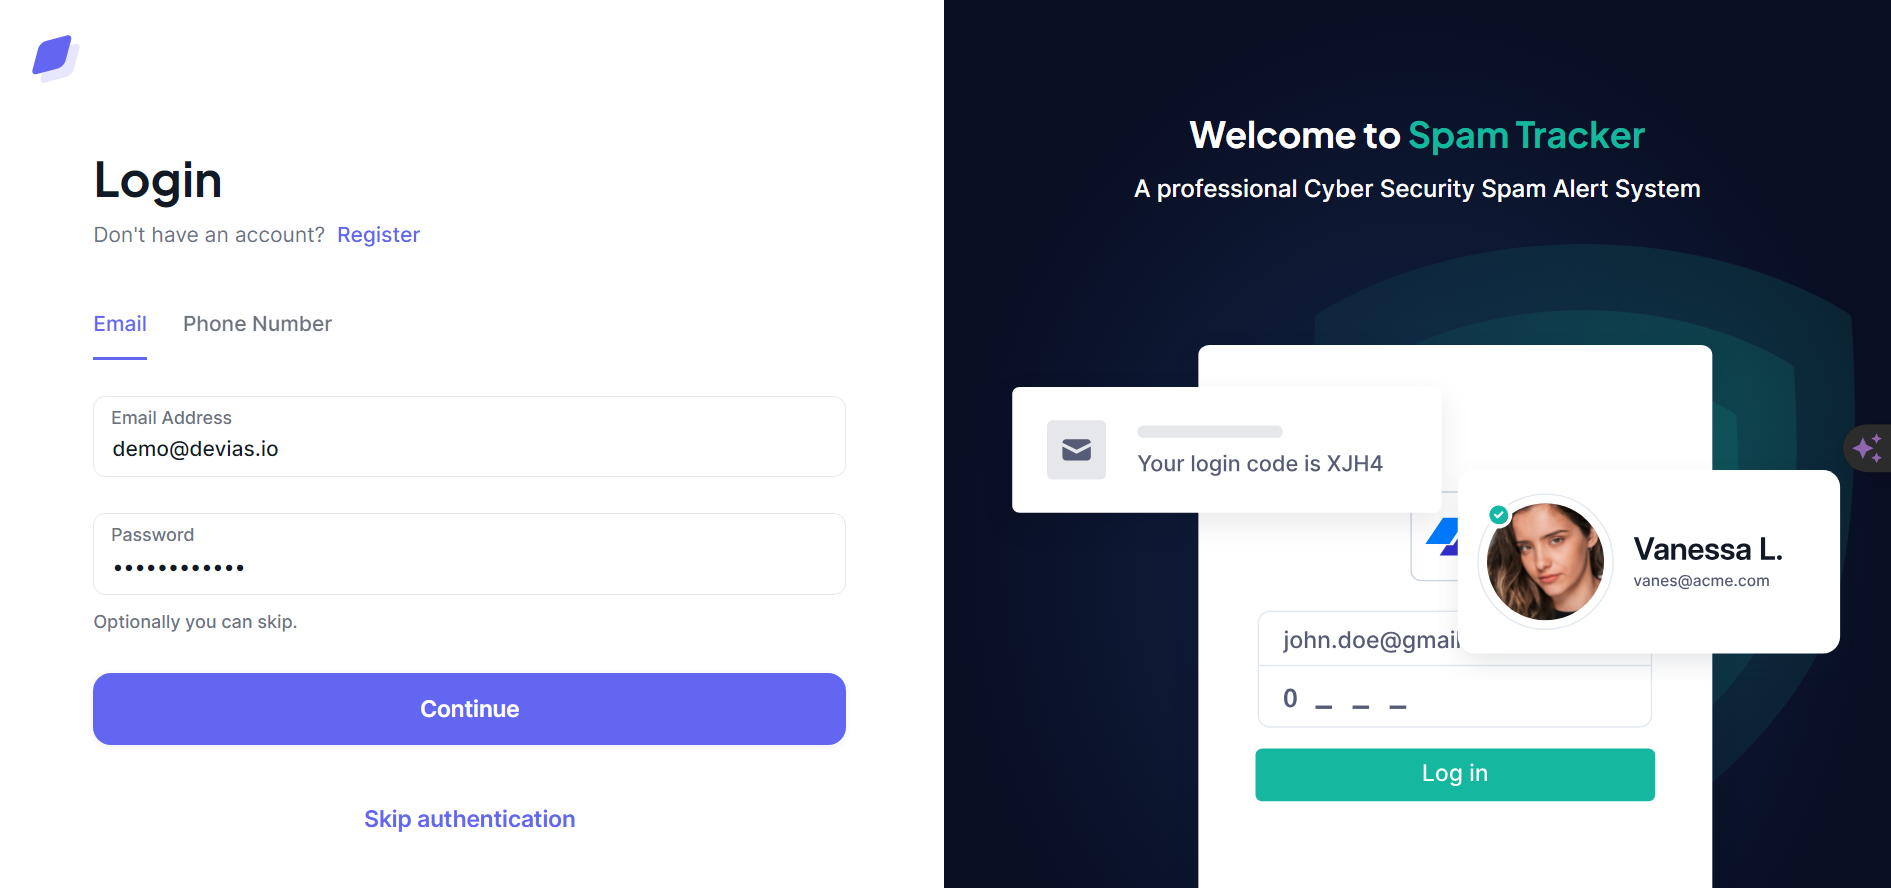 Login
Don't have an account? Register
Email Phone Number
Email Address
demo@devias.io
Password
••••••••••••
Optionally you can skip.
Continue
Skip authentication
Welcome to Spam Tracker
A professional Cyber Security Spam Alert System
Your login code is XJH4
Vanessa L.
vanes@acme.com
john.doe@gmail
0 _ _ _
Log in